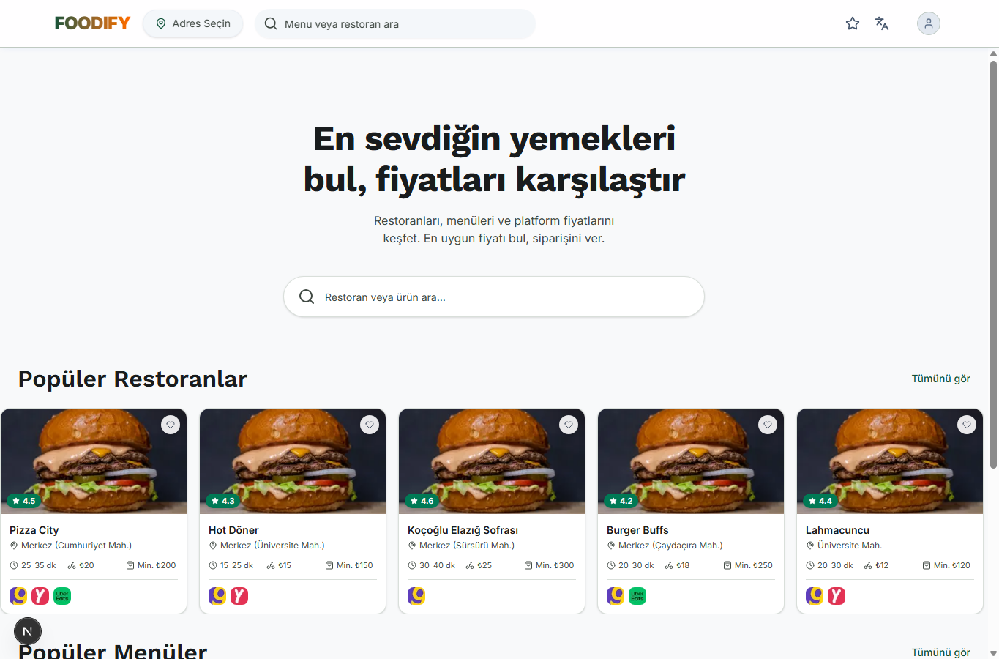 FOODIFY
Adres Seçin
Menu veya restoran ara
En sevdiğin yemekleri
bul, fiyatları karşılaştır
Restoranları, menüleri ve platform fiyatlarını
keşfet. En uygun fiyatı bul, siparişini ver.
Restoran veya ürün ara...
Popüler Restoranlar
Tümünü gör
4.5
Pizza City
Merkez (Cumhuriyet Mah.)
25-35 dk ₺20 Min. ₺200
Uber Eats
4.3
Hot Döner
Merkez (Üniversite Mah.)
15-25 dk ₺15 Min. ₺150
4.6
Koçoğlu Elazığ Sofrası
Merkez (Sürsürü Mah.)
30-40 dk ₺25 Min. ₺300
4.2
Burger Buffs
Merkez (Çaydaçıra Mah.)
20-30 dk ₺18 Min. ₺250
Uber Eats
4.4
Lahmacuncu
Üniversite Mah.
20-30 dk ₺12 Min. ₺120
N
Popüler Menüler
Tümünü gör